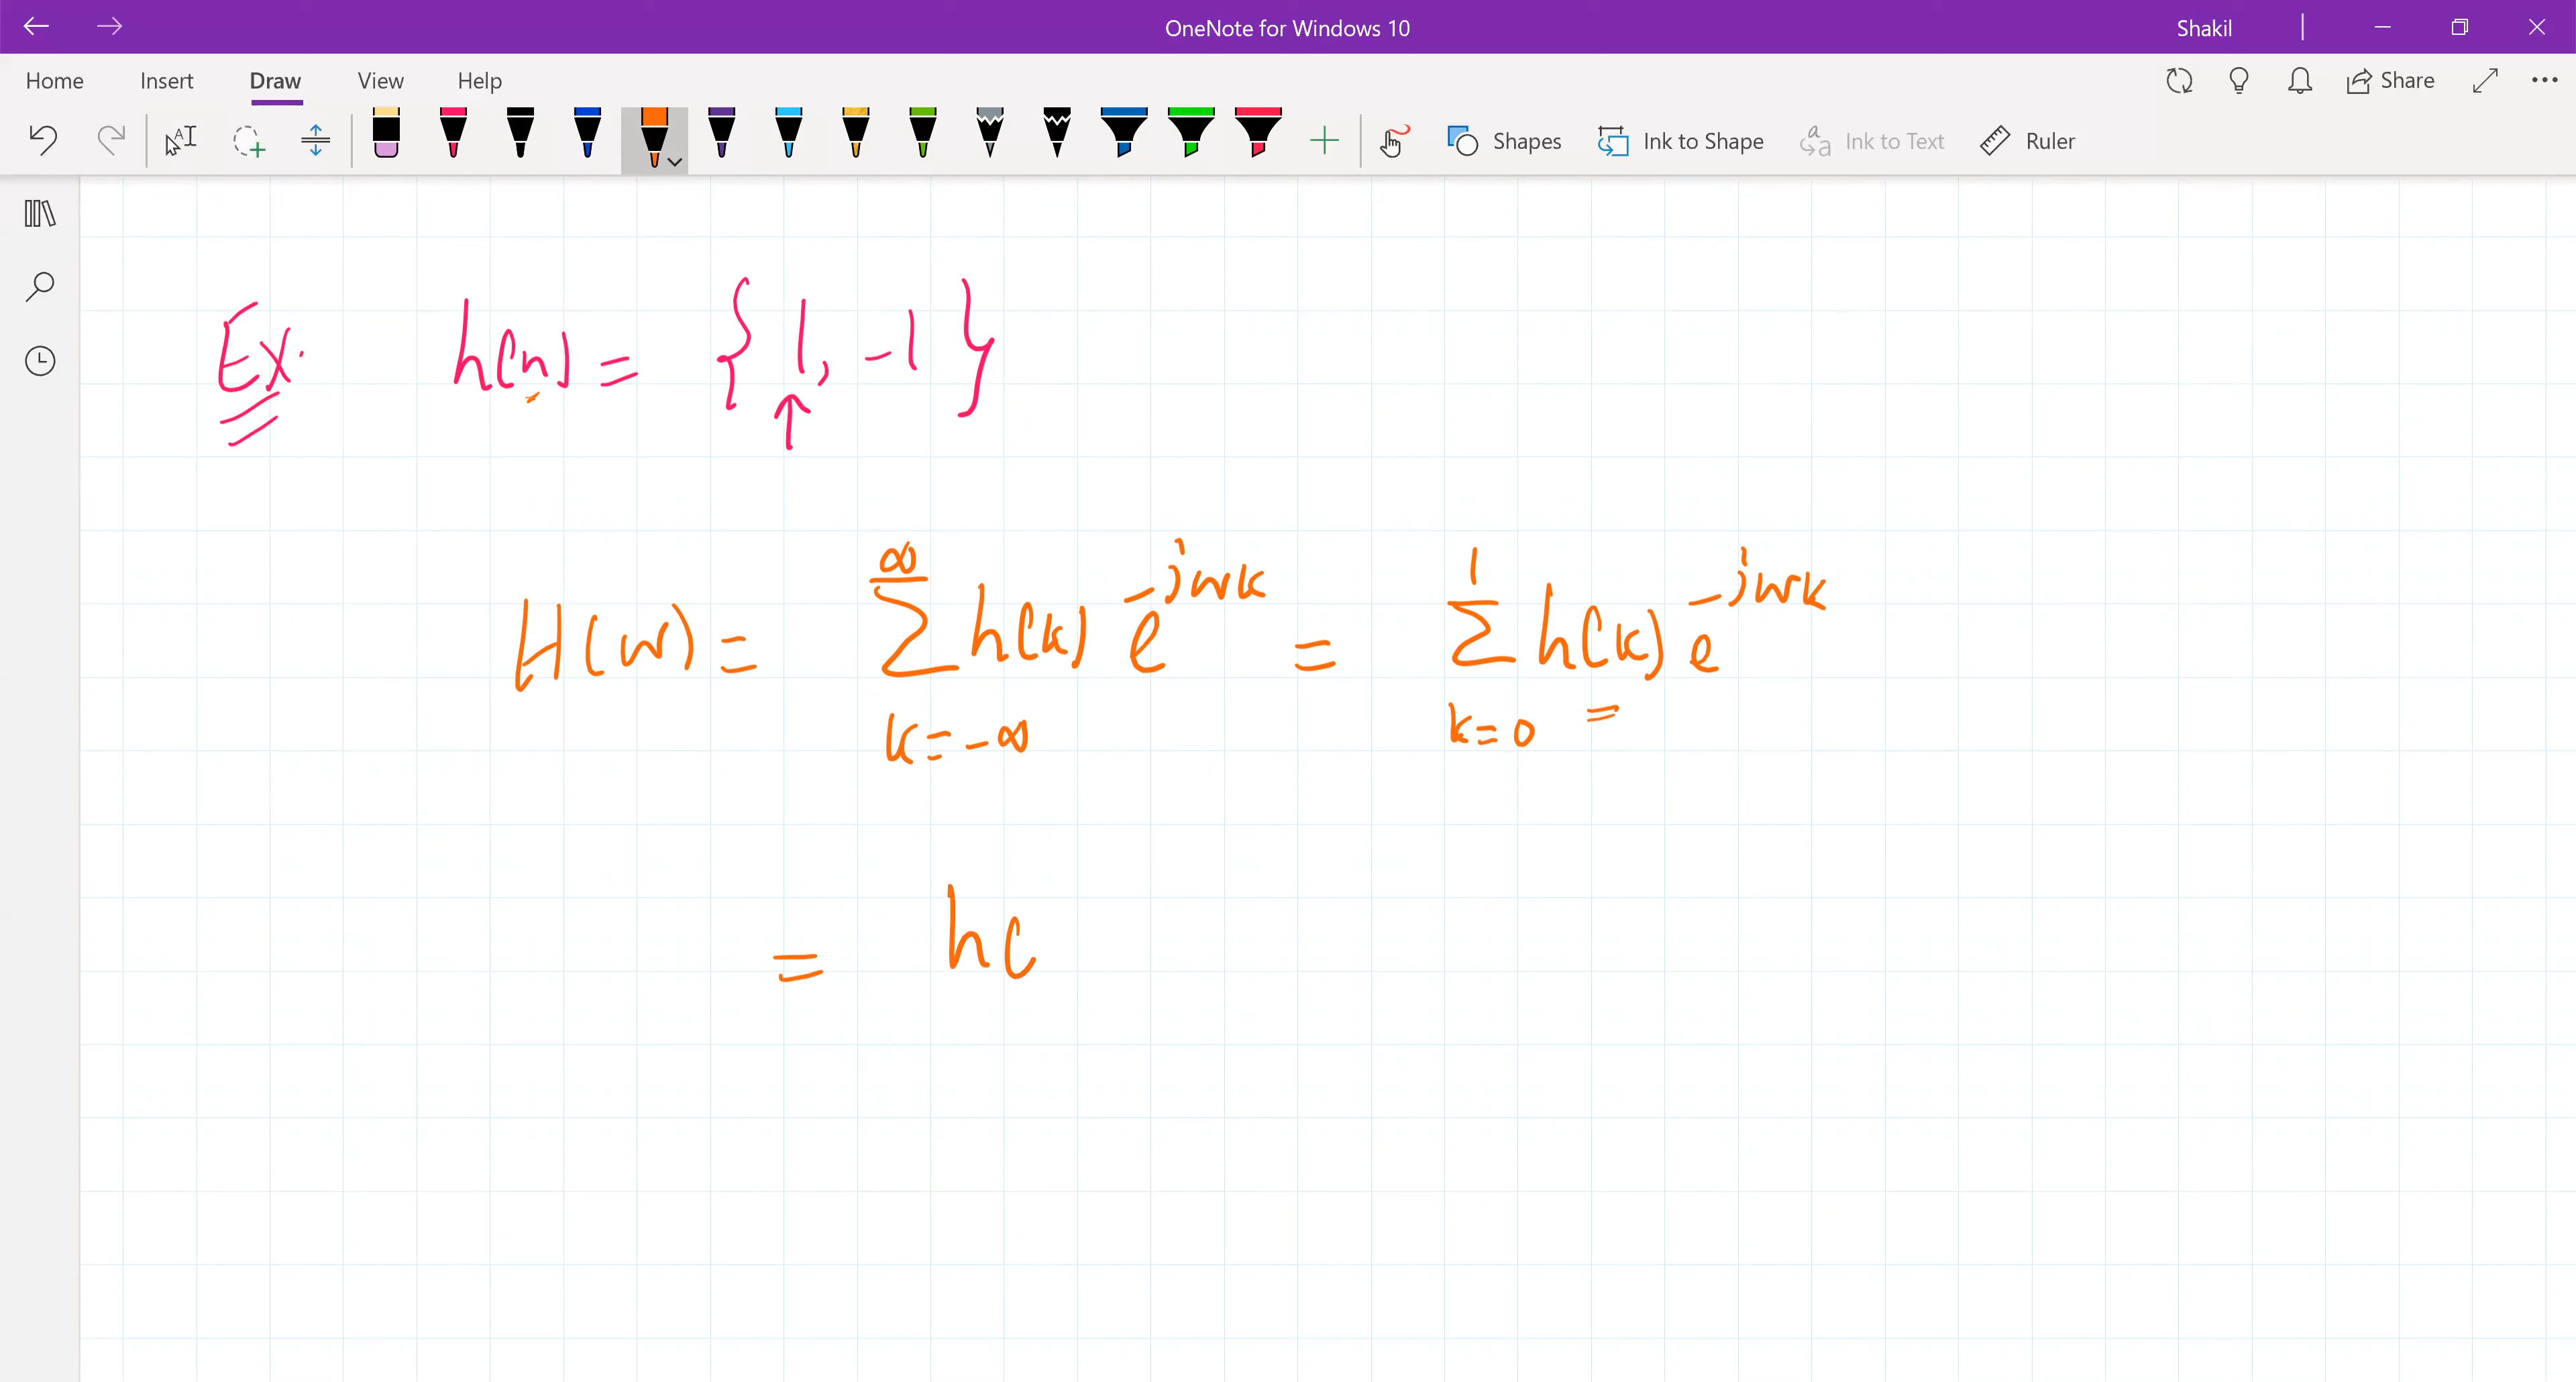 OneNote for Windows 10
Shakil
Home Insert Draw View Help
Share
Shapes Ink to Shape Ink to Text Ruler
Ex. h(n) = { 1, -1 }
↑
H(w) = ∞ Σ k=-∞ h(k) e^-jwk = 1 Σ k=0 h(k) e^-jwk
=
= h(